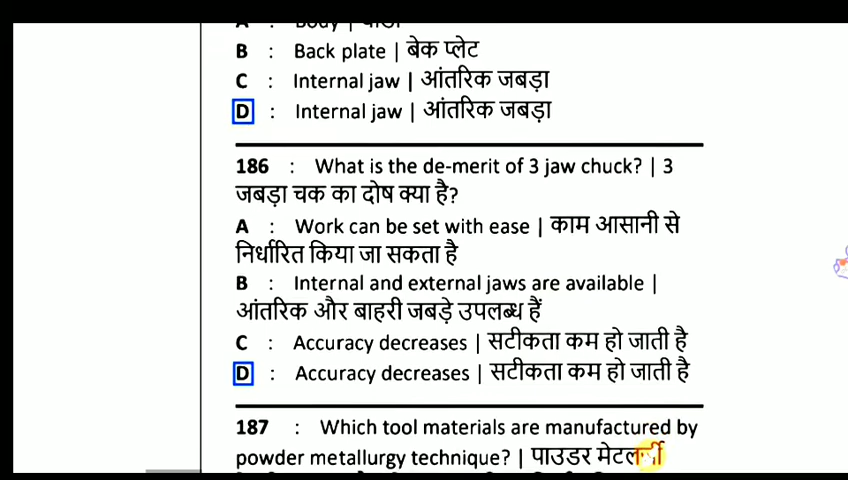 B : Back plate | बेक प्लेट
C : Internal jaw | आंतरिक जबड़ा
D : Internal jaw | आंतरिक जबड़ा
186 : What is the de-merit of 3 jaw chuck? | 3
जबड़ा चक का दोष क्या है?
A : Work can be set with ease | काम आसानी से
निर्धारित किया जा सकता है
B : Internal and external jaws are available |
आंतरिक और बाहरी जबड़े उपलब्ध हैं
C : Accuracy decreases | सटीकता कम हो जाती है
D : Accuracy decreases | सटीकता कम हो जाती है
187 : Which tool materials are manufactured by
powder metallurgy technique? | पाउडर मेटलर्जी